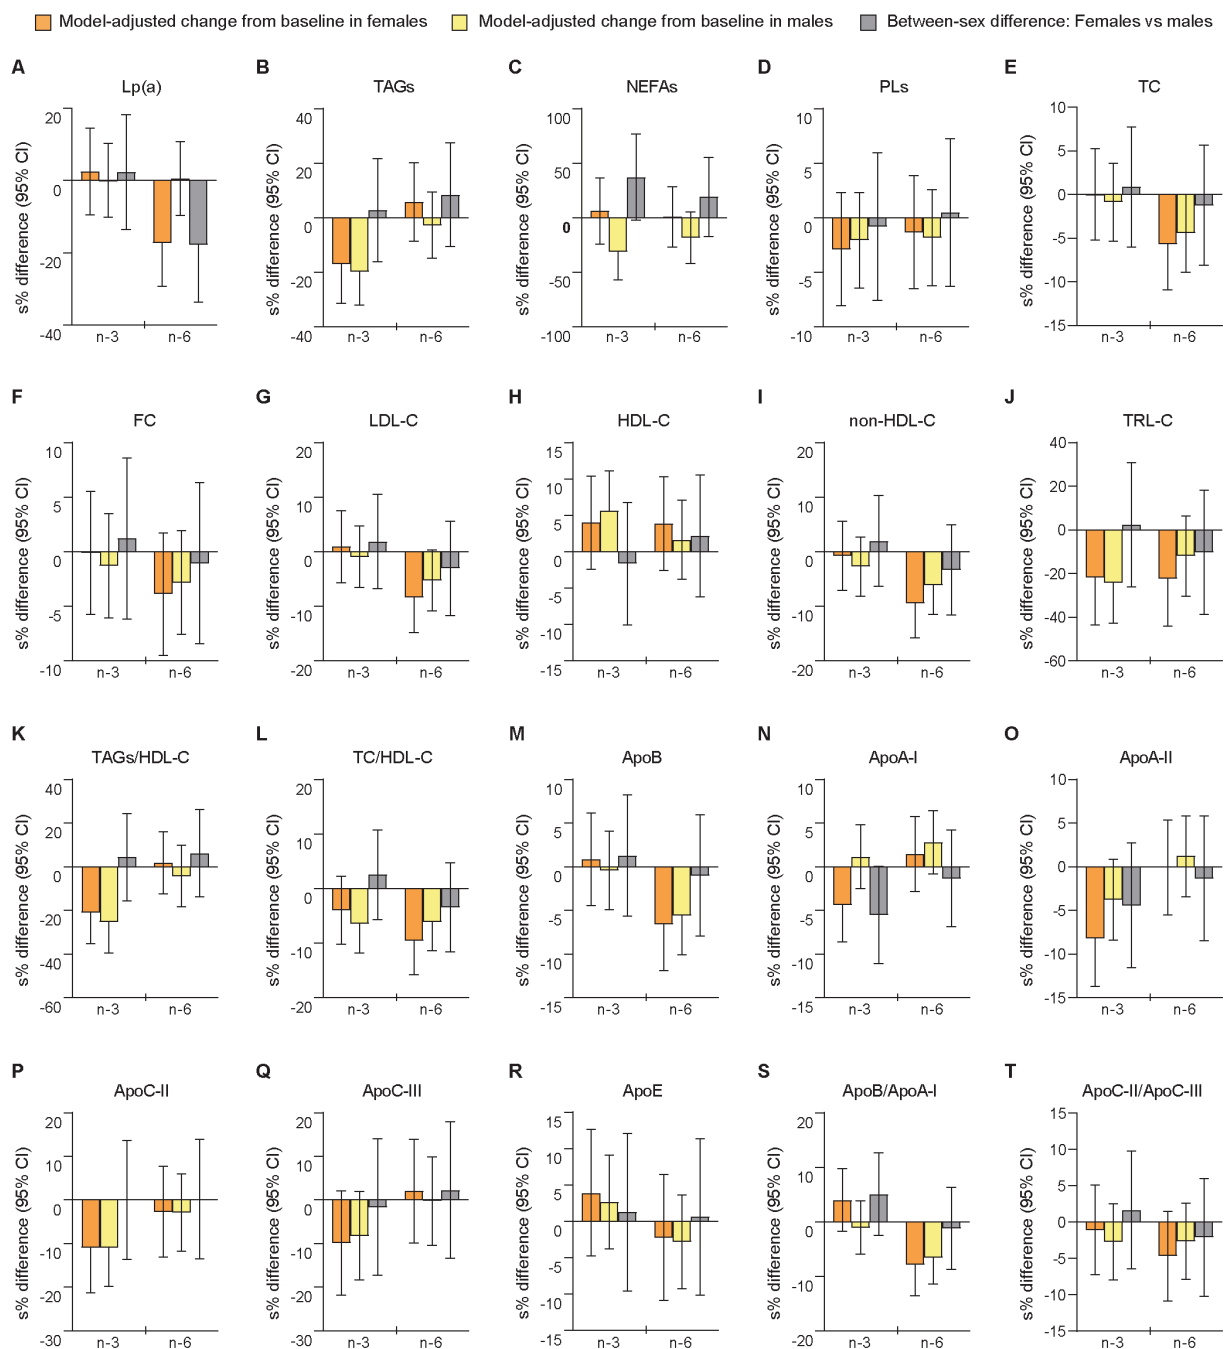 Model-adjusted change from baseline in females Model-adjusted change from baseline in males Between-sex difference: Females vs males
A B C D E
Lp(a) TAGs NEFAs PLs TC
s% difference (95% CI) s% difference (95% CI) s% difference (95% CI) s% difference (95% CI) s% difference (95% CI)
20 40 100 10 10
0 20 50 5 5
-20 0 0 0 0
-40 -20 -50 -5 -5
-40 -100 -10 -10
-15
n-3 n-6 n-3 n-6 n-3 n-6 n-3 n-6 n-3 n-6
F G H I J
FC LDL-C HDL-C non-HDL-C TRL-C
s% difference (95% CI) s% difference (95% CI) s% difference (95% CI) s% difference (95% CI) s% difference (95% CI)
10 20 15 20 40
5 10 10 10 20
0 0 5 0 0
-5 -10 0 -10 -20
-10 -20 -5 -20 -40
-10 -60
-15
n-3 n-6 n-3 n-6 n-3 n-6 n-3 n-6 n-3 n-6
K L M N O
TAGs/HDL-C TC/HDL-C ApoB ApoA-I ApoA-II
s% difference (95% CI) s% difference (95% CI) s% difference (95% CI) s% difference (95% CI) s% difference (95% CI)
40 20 10 10 10
20 10 5 5 5
0 0 0 0 0
-20 -10 -5 -5 -5
-40 -20 -10 -10 -10
-60 -15 -15 -15
n-3 n-6 n-3 n-6 n-3 n-6 n-3 n-6 n-3 n-6
P Q R S T
ApoC-II ApoC-III ApoE ApoB/ApoA-I ApoC-II/ApoC-III
s% difference (95% CI) s% difference (95% CI) s% difference (95% CI) s% difference (95% CI) s% difference (95% CI)
20 20 15 20 15
10 10 10 10 10
0 0 5 0 5
-10 -10 0 -10 0
-20 -20 -5 -20 -5
-30 -30 -10 -10
-15 -15
n-3 n-6 n-3 n-6 n-3 n-6 n-3 n-6 n-3 n-6